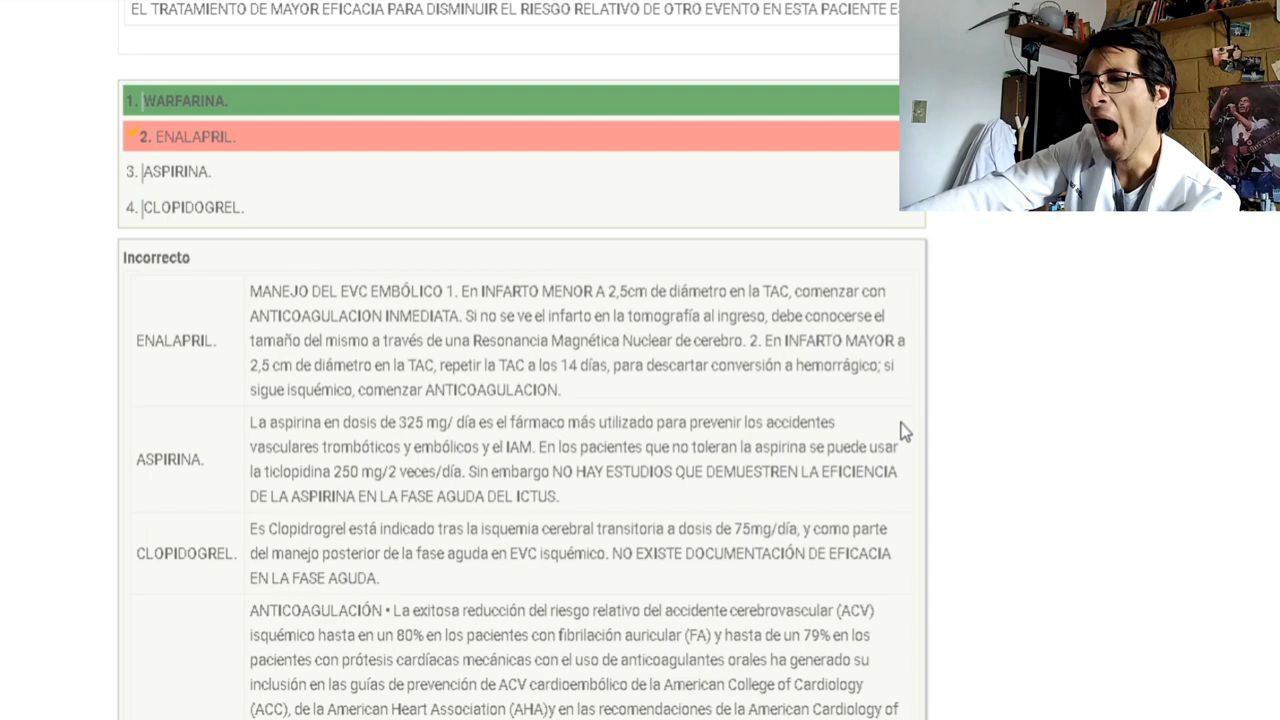 EL TRATAMIENTO DE MAYOR EFICACIA PARA DISMINUIR EL RIESGO RELATIVO DE OTRO EVENTO EN ESTA PACIENTE
1. WARFARINA.
2. ENALAPRIL.
3. ASPIRINA.
4. CLOPIDOGREL.
Incorrecto
ENALAPRIL.
MANEJO DEL EVC EMBÓLICO 1. En INFARTO MENOR A 2,5cm de diámetro en la TAC, comenzar con
ANTICOAGULACION INMEDIATA. Si no se ve el infarto en la tomografía al ingreso, debe conocerse el
tamaño del mismo a través de una Resonancia Magnética Nuclear de cerebro. 2. En INFARTO MAYOR a
2,5 cm de diámetro en la TAC, repetir la TAC a los 14 días, para descartar conversión a hemorrágico; si
sigue isquémico, comenzar ANTICOAGULACION.
ASPIRINA.
La aspirina en dosis de 325 mg/ día es el fármaco más utilizado para prevenir los accidentes
vasculares trombóticos y embólicos y el IAM. En los pacientes que no toleran la aspirina se puede usar
la ticlopidina 250 mg/2 veces/día. Sin embargo NO HAY ESTUDIOS QUE DEMUESTREN LA EFICIENCIA
DE LA ASPIRINA EN LA FASE AGUDA DEL ICTUS.
CLOPIDOGREL.
Es Clopidrogrel está indicado tras la isquemia cerebral transitoria a dosis de 75mg/día, y como parte
del manejo posterior de la fase aguda en EVC isquémico. NO EXISTE DOCUMENTACIÓN DE EFICACIA
EN LA FASE AGUDA.
ANTICOAGULACIÓN • La exitosa reducción del riesgo relativo del accidente cerebrovascular (ACV)
isquémico hasta en un 80% en los pacientes con fibrilación auricular (FA) y hasta de un 79% en los
pacientes con prótesis cardíacas mecánicas con el uso de anticoagulantes orales ha generado su
inclusión en las guías de prevención de ACV cardioembólico de la American College of Cardiology
(ACC), de la American Heart Association (AHA)y en las recomendaciones de la American Cardiology of